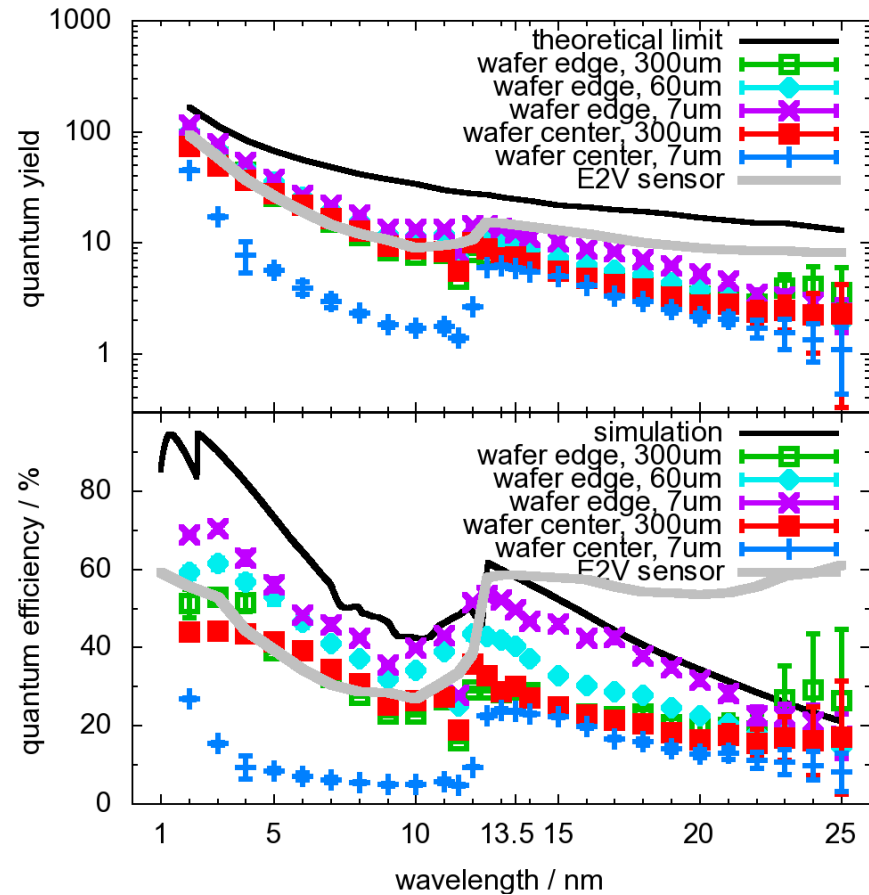 1000
100
10
1
quantum yield
theoretical limit
wafer edge, 300um
wafer edge, 60um
wafer edge, 7um
wafer center, 300um
wafer center, 7um
E2V sensor
80
60
40
20
0
quantum efficiency / %
simulation
wafer edge, 300um
wafer edge, 60um
wafer edge, 7um
wafer center, 300um
wafer center, 7um
E2V sensor
1 5 10 13.5 15 20 25
wavelength / nm